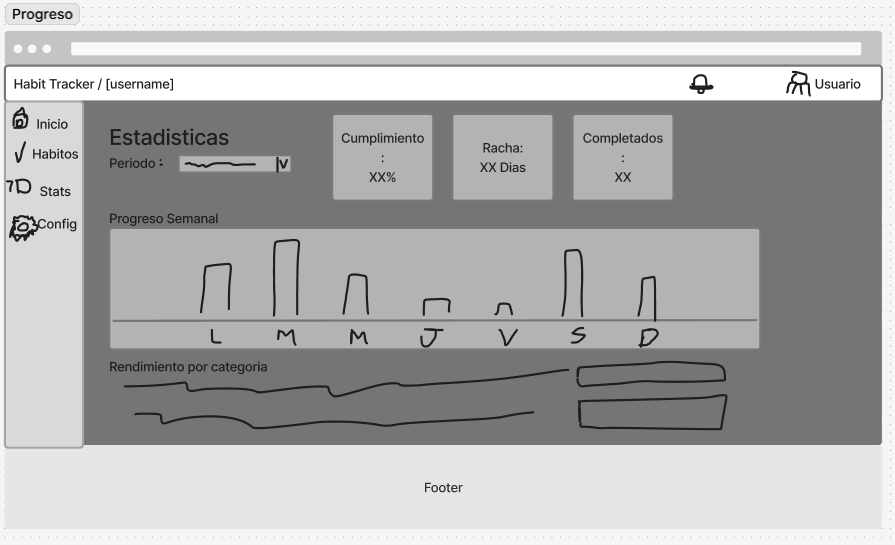 Progreso
Habit Tracker / [username]
Usuario
Inicio
Habitos
Stats
Config
Estadisticas
Periodo :
V
Cumplimiento
:
XX%
Racha:
XX Dias
Completados
:
XX
Progreso Semanal
L M M J V S D
Rendimiento por categoria
Footer